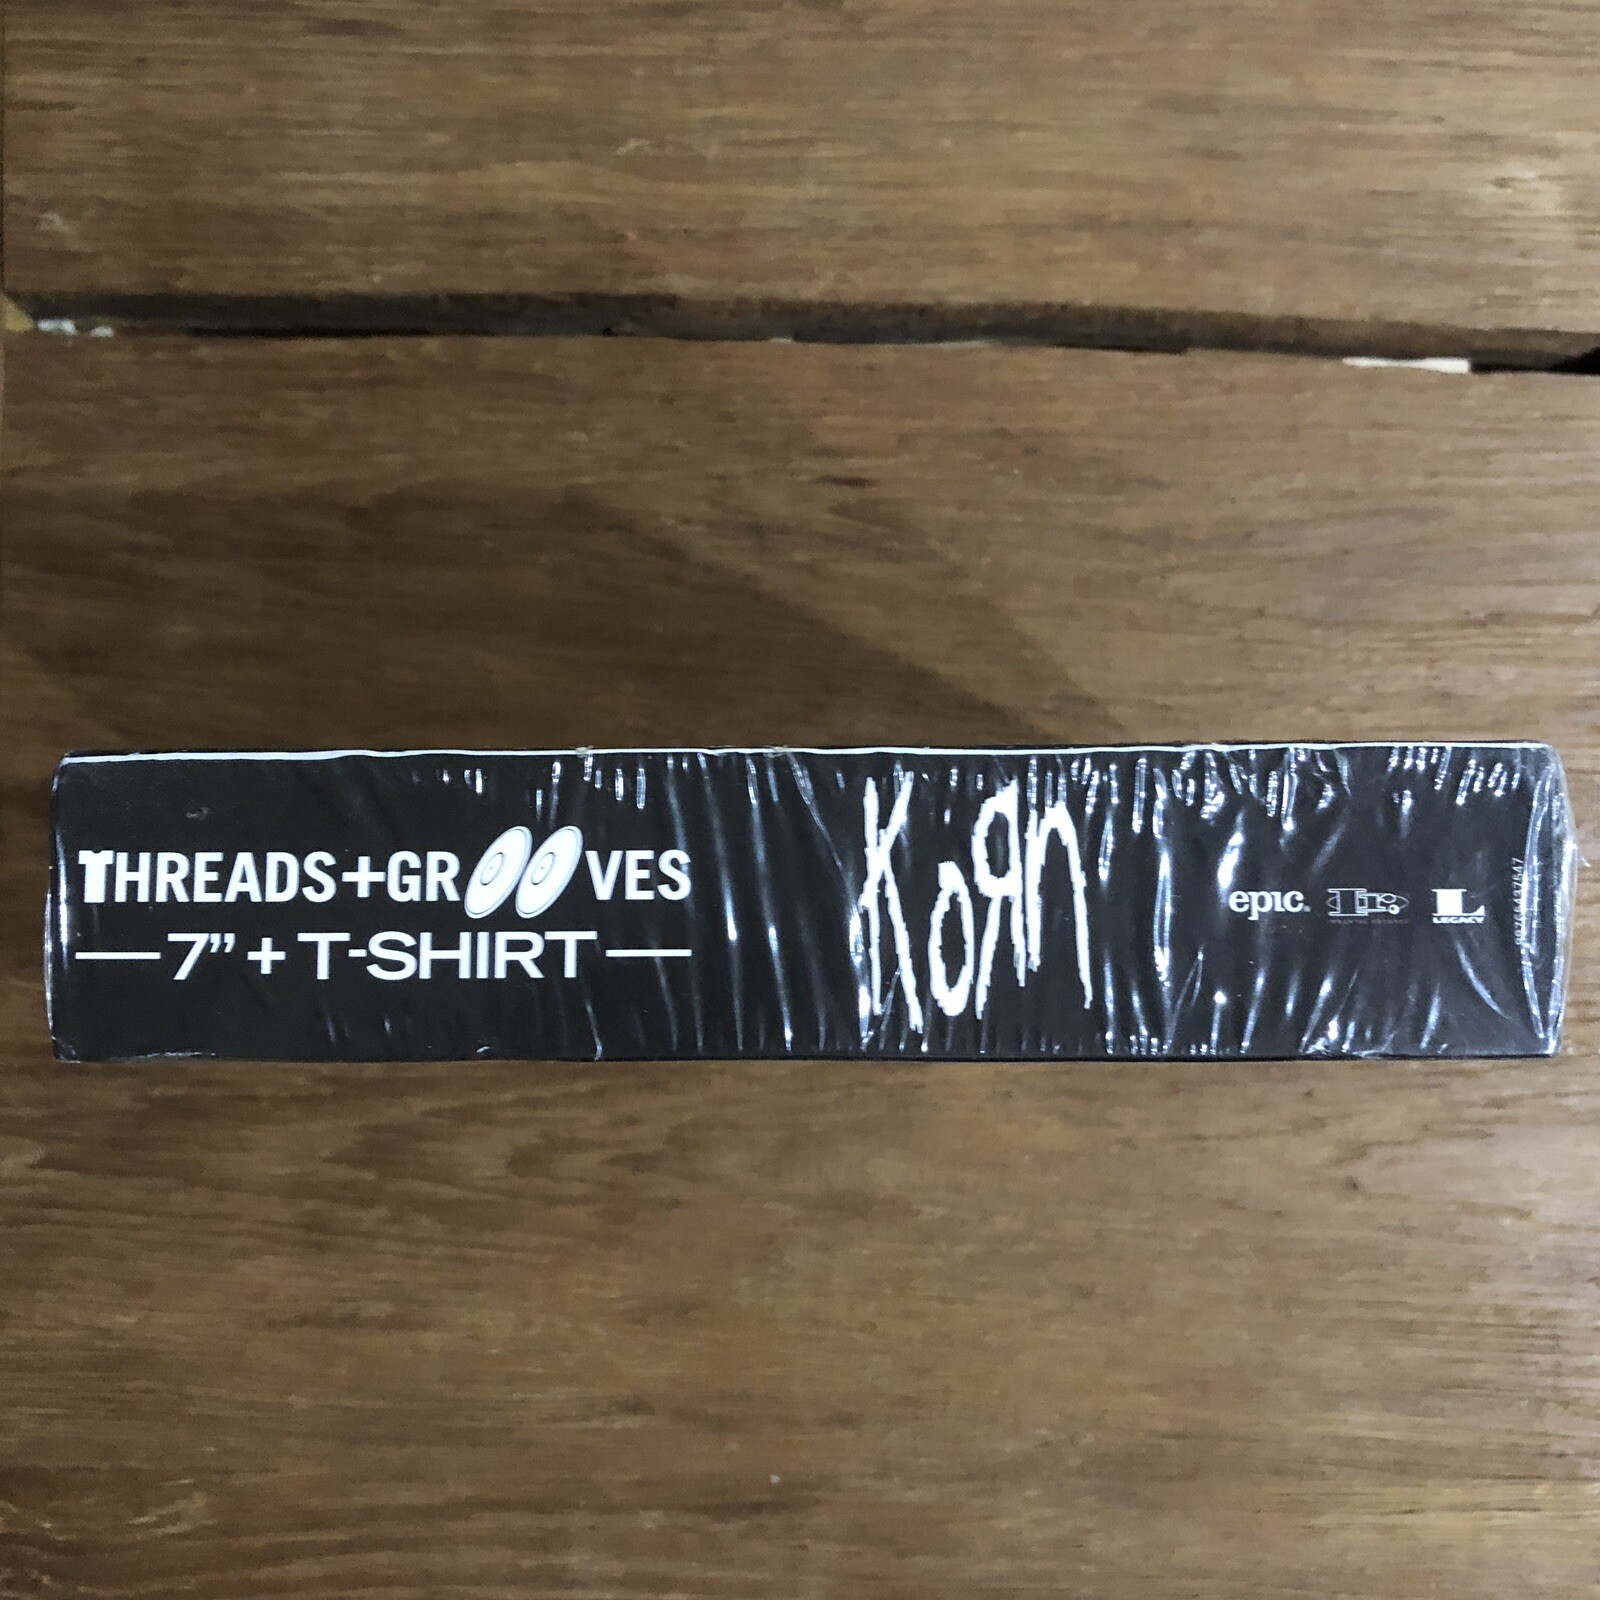 THREADS+GROOVES
—7”+T-SHIRT—
KoЯn
epic.
LEGACY